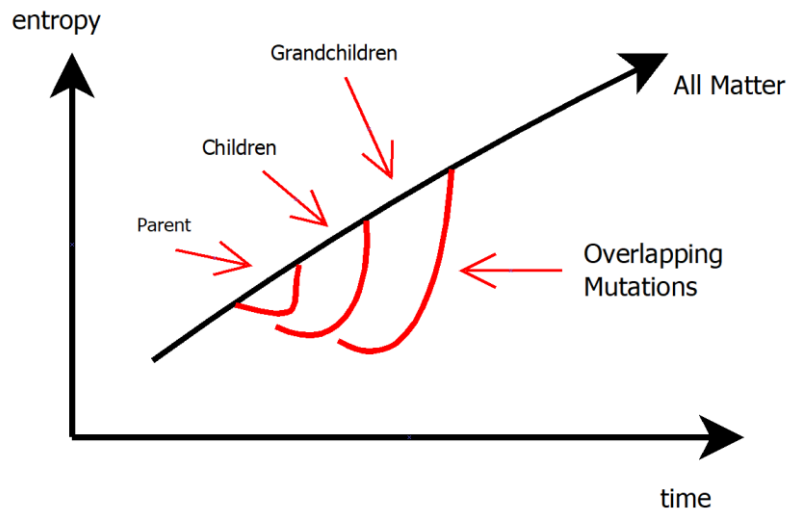 entropy
Grandchildren
All Matter
Children
Parent
Overlapping
Mutations
time